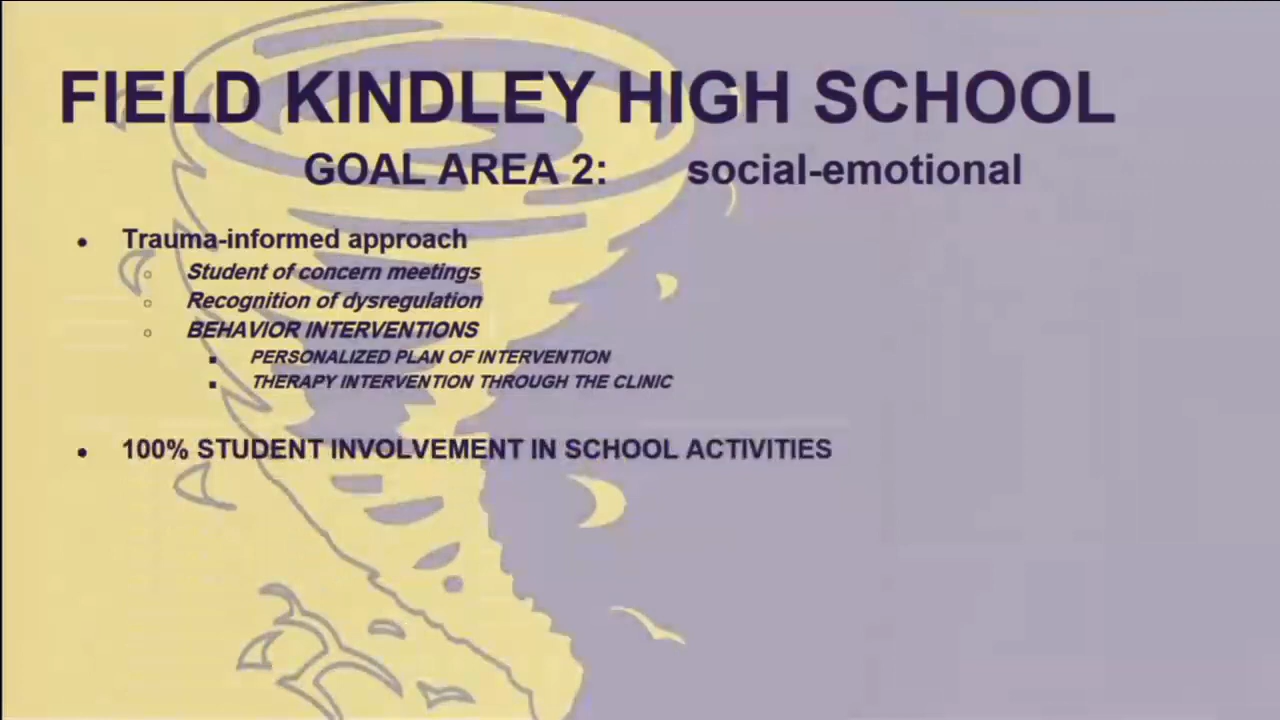 FIELD KINDLEY HIGH SCHOOL
GOAL AREA 2: social-emotional
• Trauma-informed approach
○ Student of concern meetings
○ Recognition of dysregulation
○ BEHAVIOR INTERVENTIONS
■ PERSONALIZED PLAN OF INTERVENTION
■ THERAPY INTERVENTION THROUGH THE CLINIC
• 100% STUDENT INVOLVEMENT IN SCHOOL ACTIVITIES